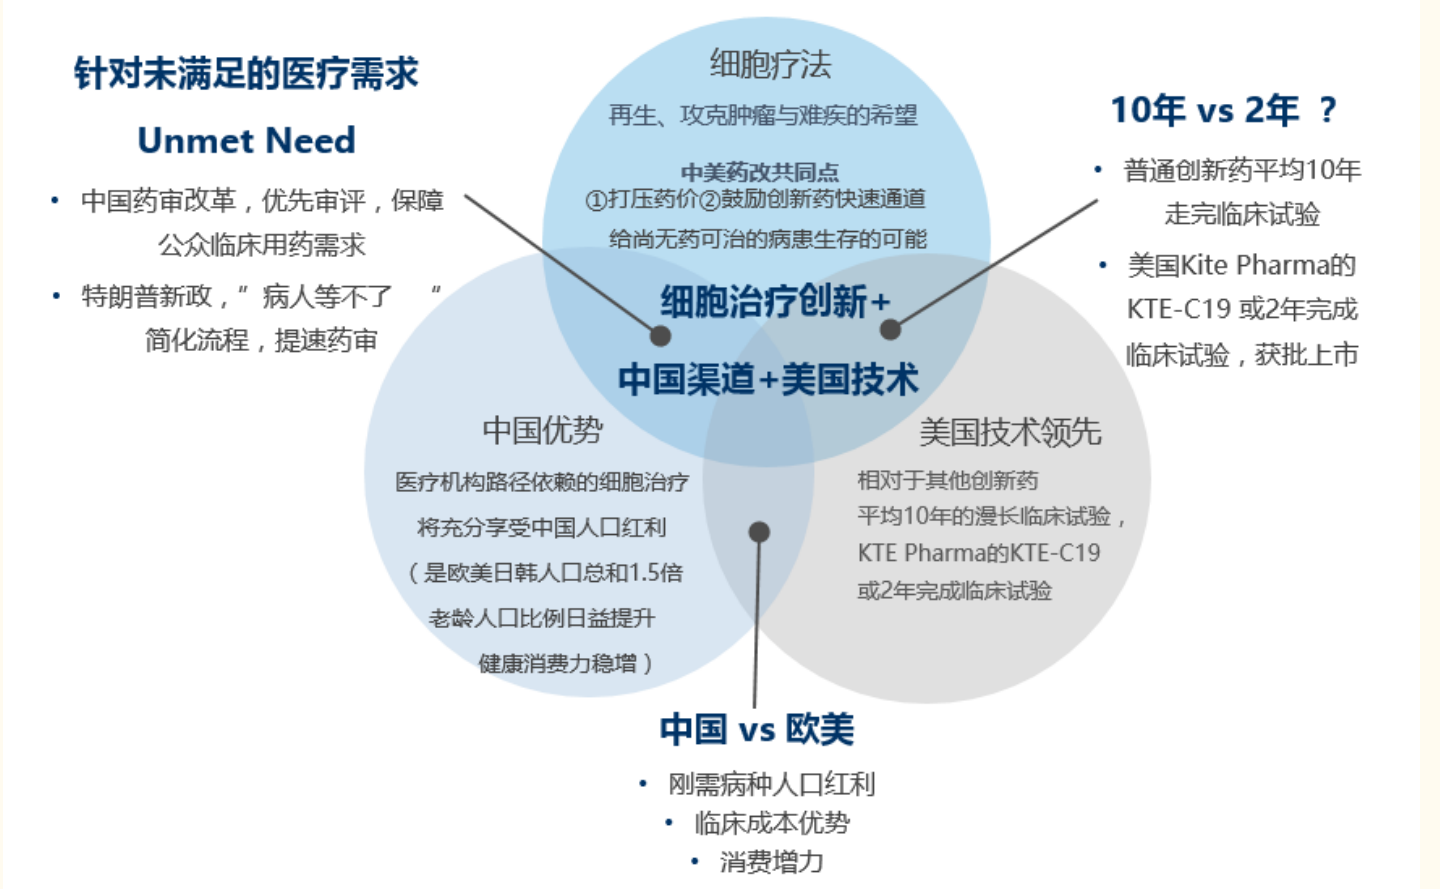 针对未满足的医疗需求
Unmet Need
• 中国药审改革，优先审评，保障
公众临床用药需求
• 特朗普新政，”病人等不了 “
简化流程，提速药审
细胞疗法
再生、攻克肿瘤与难疾的希望
中美药改共同点
①打压药价②鼓励创新药快速通道
给尚无药可治的病患生存的可能
细胞治疗创新+
中国渠道+美国技术
10年 vs 2年 ？
• 普通创新药平均10年
走完临床试验
• 美国Kite Pharma的
KTE-C19 或2年完成
临床试验，获批上市
中国优势
医疗机构路径依赖的细胞治疗
将充分享受中国人口红利
（是欧美日韩人口总和1.5倍
老龄人口比例日益提升
健康消费力稳增）
美国技术领先
相对于其他创新药
平均10年的漫长临床试验，
KTE Pharma的KTE-C19
或2年完成临床试验
中国 vs 欧美
• 刚需病种人口红利
• 临床成本优势
• 消费增力